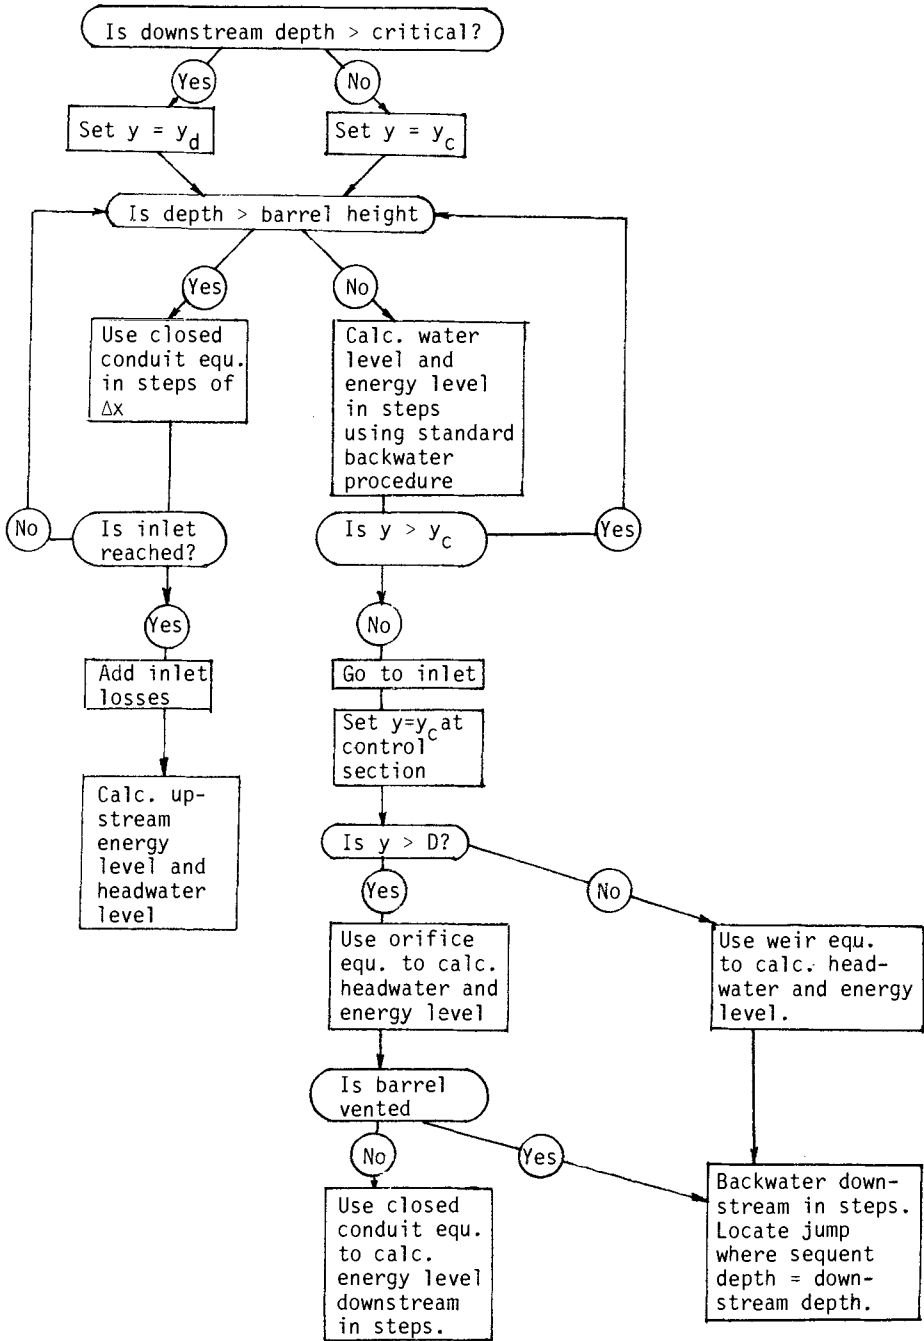 Is downstream depth > critical?
Yes
No
Set y = y_d
Set y = y_c
Is depth > barrel height
Yes
No
Use closed
conduit equ.
in steps of
Δx
Calc. water
level and
energy level
in steps
using standard
backwater
procedure
No
Is inlet
reached?
Is y > y_c
Yes
Yes
No
Add inlet
losses
Go to inlet
Set y=y_c at
control
section
Calc. up-
stream
energy
level and
headwater
level
Is y > D?
Yes
No
Use orifice
equ. to calc.
headwater and
energy level
Use weir equ.
to calc. head-
water and energy
level.
Is barrel
vented
No
Yes
Use closed
conduit equ.
to calc.
energy level
downstream
in steps.
Backwater down-
stream in steps.
Locate jump
where sequent
depth = down-
stream depth.